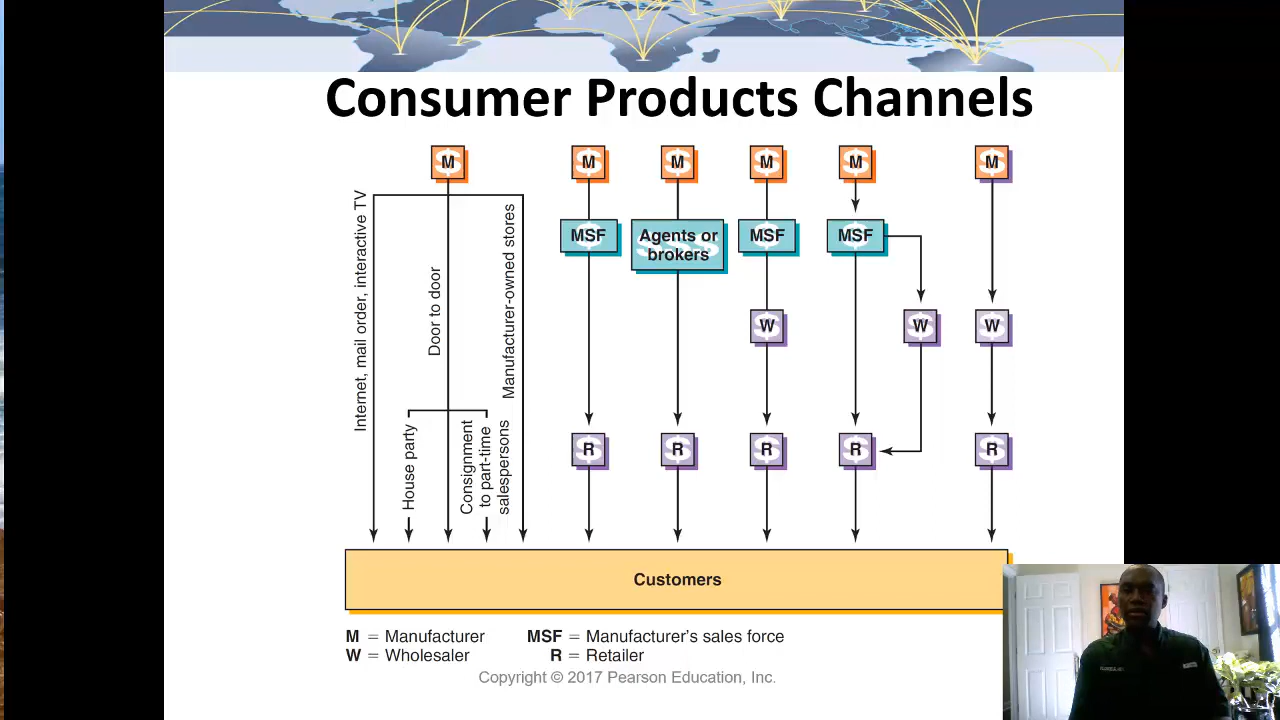 Consumer Products Channels
M
M
M
M
M
M
Internet, mail order, interactive TV
Door to door
Manufacturer-owned stores
MSF
Agents or
brokers
MSF
MSF
W
W
W
House party
Consignment
to part-time
salespersons
R
R
R
R
R
Customers
M = Manufacturer
MSF = Manufacturer's sales force
W = Wholesaler
R = Retailer
Copyright © 2017 Pearson Education, Inc.